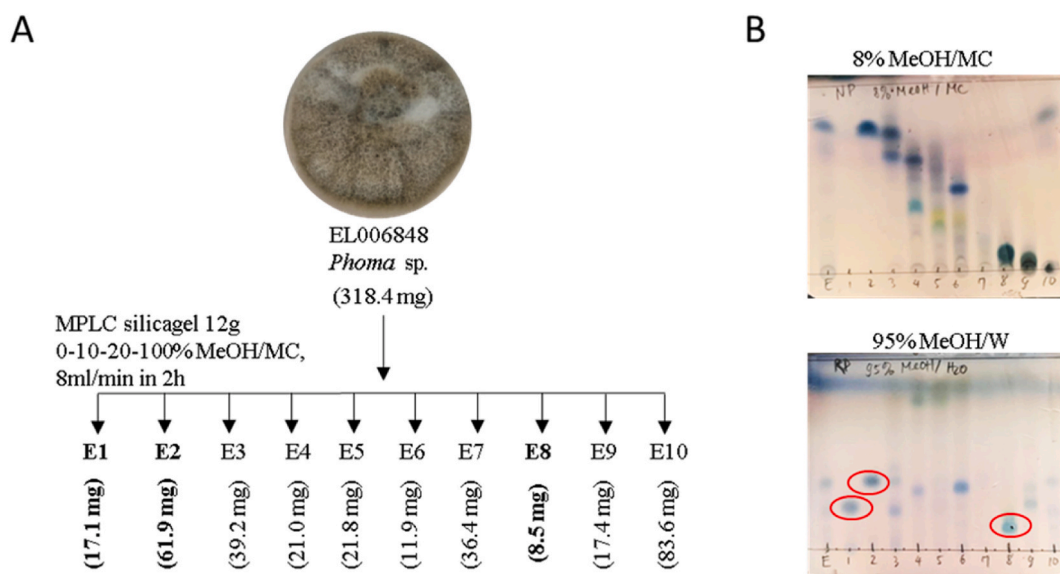 A
EL006848
Phoma sp.
(318.4 mg)
MPLC silicagel 12g
0-10-20-100% MeOH/MC,
8ml/min in 2h
E1 E2 E3 E4 E5 E6 E7 E8 E9 E10
(17.1 mg) (61.9 mg) (39.2 mg) (21.0 mg) (21.8 mg) (11.9 mg) (36.4 mg) (8.5 mg) (17.4 mg) (83.6 mg)
B
8% MeOH/MC
NP 8% MeOH / MC
E 1 2 3 4 5 6 7 8 9 10
95% MeOH/W
RP 95% MeOH / H2O
E 1 2 3 4 5 6 7 8 9 10